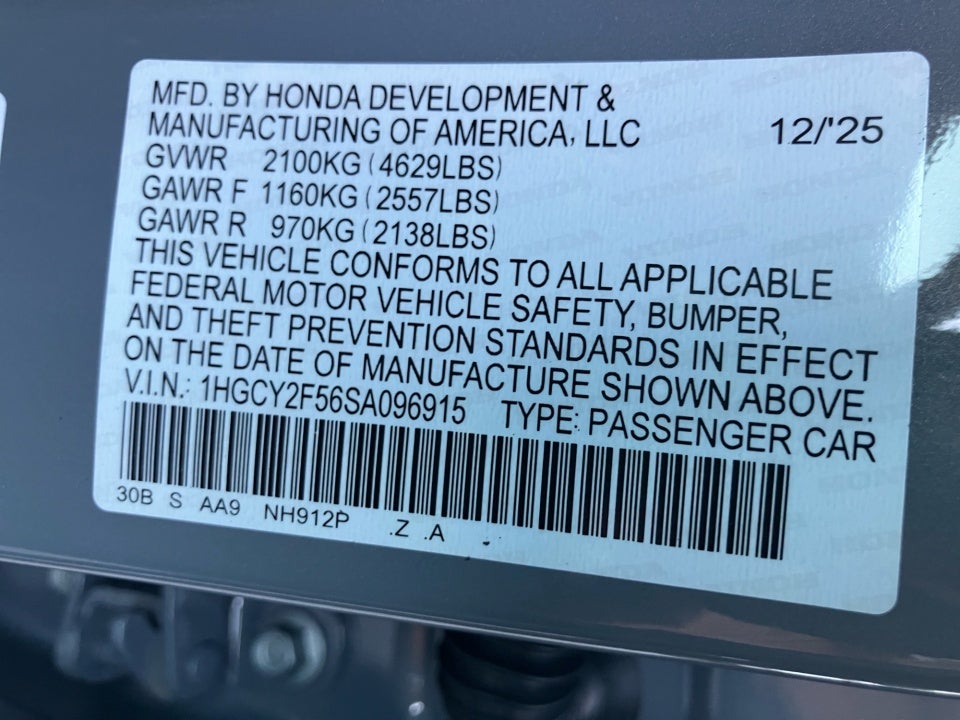 MFD. BY HONDA DEVELOPMENT &
MANUFACTURING OF AMERICA, LLC 12/'25
GVWR 2100KG (4629LBS)
GAWR F 1160KG (2557LBS)
GAWR R 970KG (2138LBS)
THIS VEHICLE CONFORMS TO ALL APPLICABLE
FEDERAL MOTOR VEHICLE SAFETY, BUMPER,
AND THEFT PREVENTION STANDARDS IN EFFECT
ON THE DATE OF MANUFACTURE SHOWN ABOVE.
V.I.N.: 1HGCY2F56SA096915 TYPE: PASSENGER CAR
30B S AA9 NH912P .Z .A